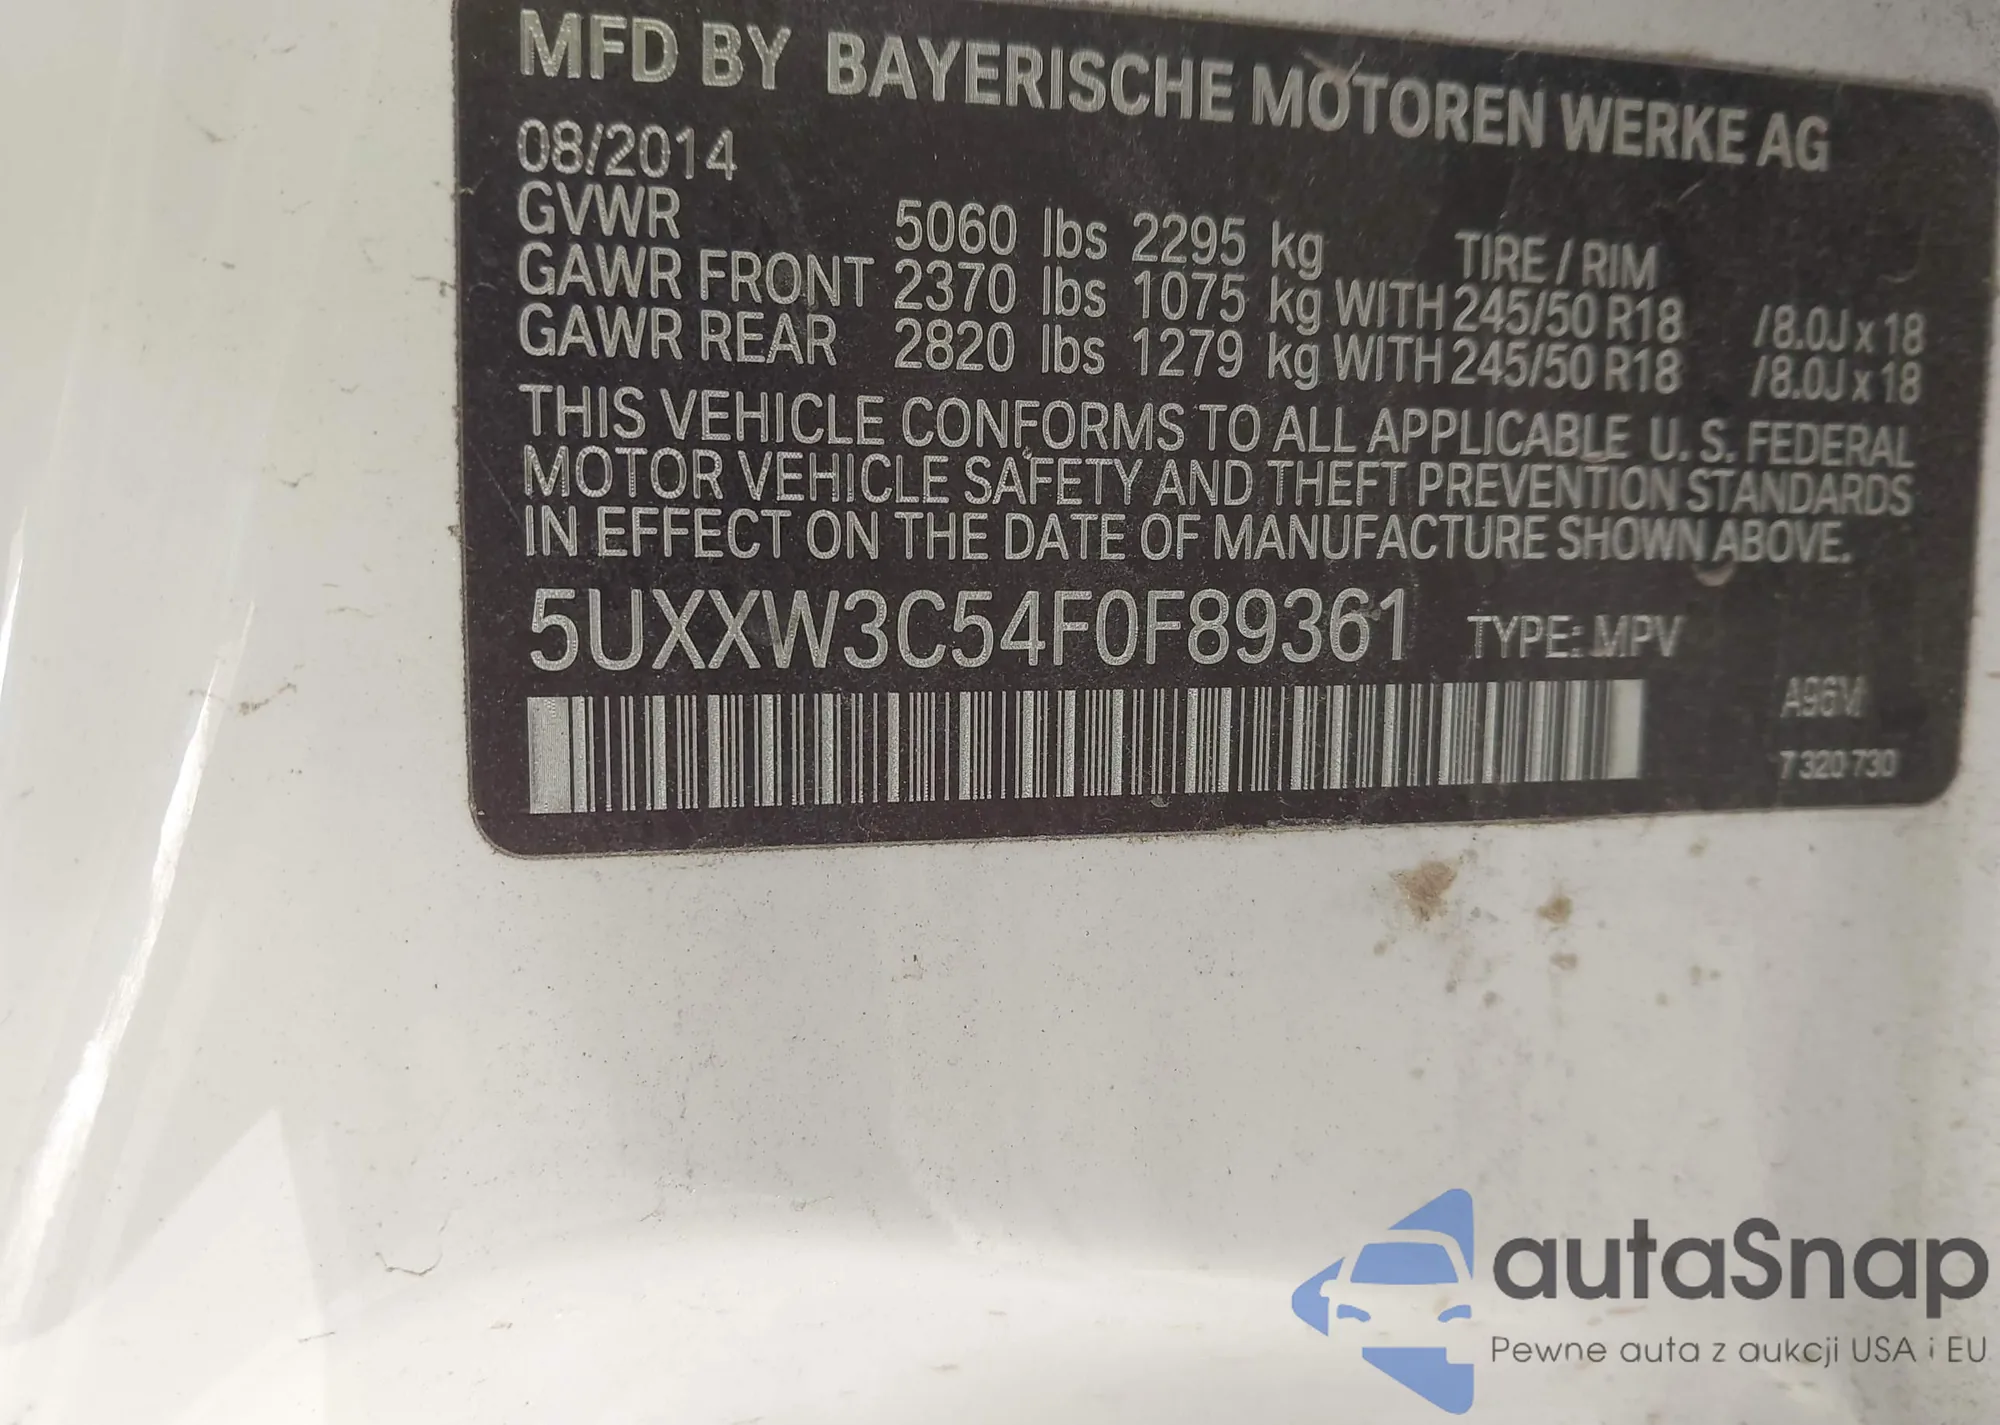 MFD BY BAYERISCHE MOTOREN WERKE AG
08/2014
GVWR 5060 lbs 2295 kg TIRE / RIM
GAWR FRONT 2370 lbs 1075 kg WITH 245/50 R18 /8.0J x 18
GAWR REAR 2820 lbs 1279 kg WITH 245/50 R18 /8.0J x 18
THIS VEHICLE CONFORMS TO ALL APPLICABLE U. S. FEDERAL
MOTOR VEHICLE SAFETY AND THEFT PREVENTION STANDARDS
IN EFFECT ON THE DATE OF MANUFACTURE SHOWN ABOVE.
5UXXW3C54F0F89361 TYPE: MPV
A96M
7 320 730
autaSnap
Pewne auta z aukcji USA i EU